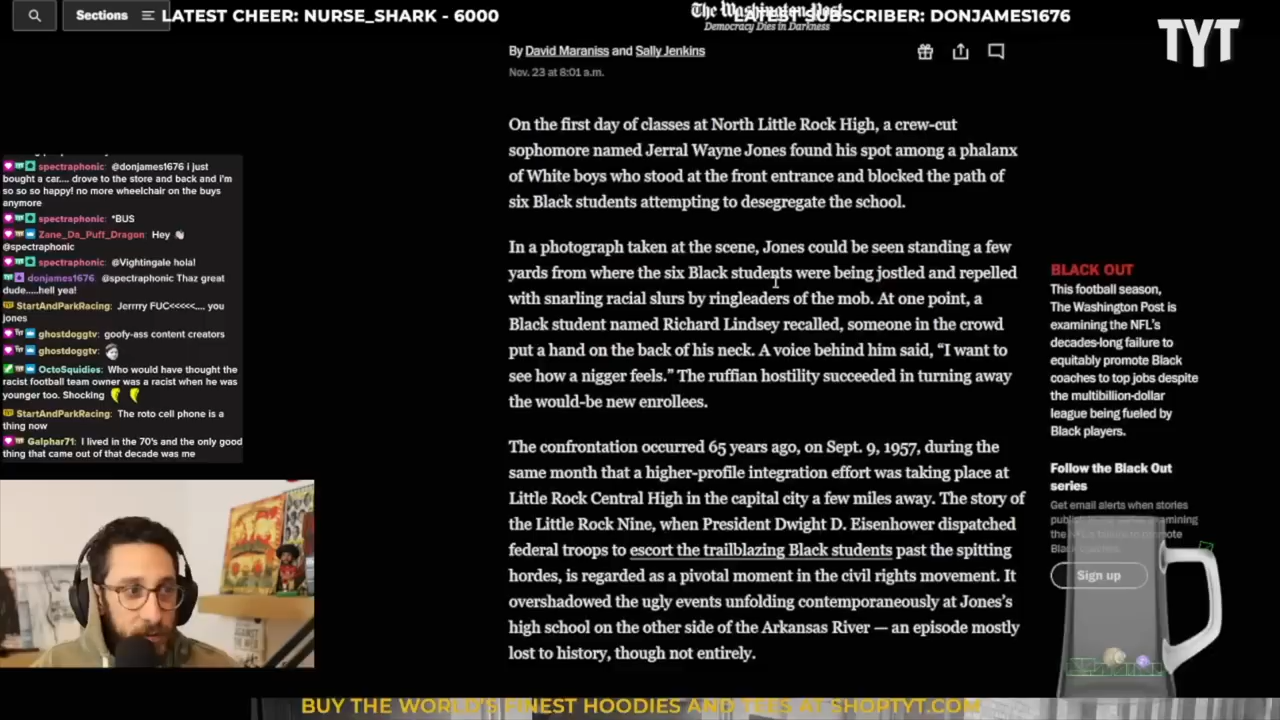 LATEST CHEER: NURSE_SHARK - 6000
LATEST SUBSCRIBER: DONJAMES1676
Sections
The Washington Post
Democracy Dies in Darkness
TYT
By David Maraniss and Sally Jenkins
Nov. 23 at 8:01 a.m.
On the first day of classes at North Little Rock High, a crew-cut
sophomore named Jerral Wayne Jones found his spot among a phalanx
of White boys who stood at the front entrance and blocked the path of
six Black students attempting to desegregate the school.
In a photograph taken at the scene, Jones could be seen standing a few
yards from where the six Black students were being jostled and repelled
with snarling racial slurs by ringleaders of the mob. At one point, a
Black student named Richard Lindsey recalled, someone in the crowd
put a hand on the back of his neck. A voice behind him said, “I want to
see how a nigger feels.” The ruffian hostility succeeded in turning away
the would-be new enrollees.
The confrontation occurred 65 years ago, on Sept. 9, 1957, during the
same month that a higher-profile integration effort was taking place at
Little Rock Central High in the capital city a few miles away. The story of
the Little Rock Nine, when President Dwight D. Eisenhower dispatched
federal troops to escort the trailblazing Black students past the spitting
hordes, is regarded as a pivotal moment in the civil rights movement. It
overshadowed the ugly events unfolding contemporaneously at Jones’s
high school on the other side of the Arkansas River — an episode mostly
lost to history, though not entirely.
spectraphonic: @donjames1676 i just
bought a car.... drove to the store and back and i'm
so so so happy! no more wheelchair on the buys
anymore
spectraphonic: *BUS
Zane_Da_Puff_Dragon: Hey
@spectraphonic
spectraphonic: @Vightingale hola!
donjames1676: @spectraphonic Thaz great
dude.....hell yea!
StartAndParkRacing: Jerrrry FUC<<<<<.... you
jones
ghostdoggtv: goofy-ass content creators
ghostdoggtv:
OctoSquidies: Who would have thought the
racist football team owner was a racist when he was
younger too. Shocking
StartAndParkRacing: The roto cell phone is a
thing now
Galphar71: I lived in the 70's and the only good
thing that came out of that decade was me
BLACK OUT
This football season,
The Washington Post is
examining the NFL’s
decades-long failure to
equitably promote Black
coaches to top jobs despite
the multibillion-dollar
league being fueled by
Black players.
Follow the Black Out
series
Get email alerts when stories
Sign up
BUY THE WORLD'S FINEST HOODIES AND TEES AT SHOPTYT.COM